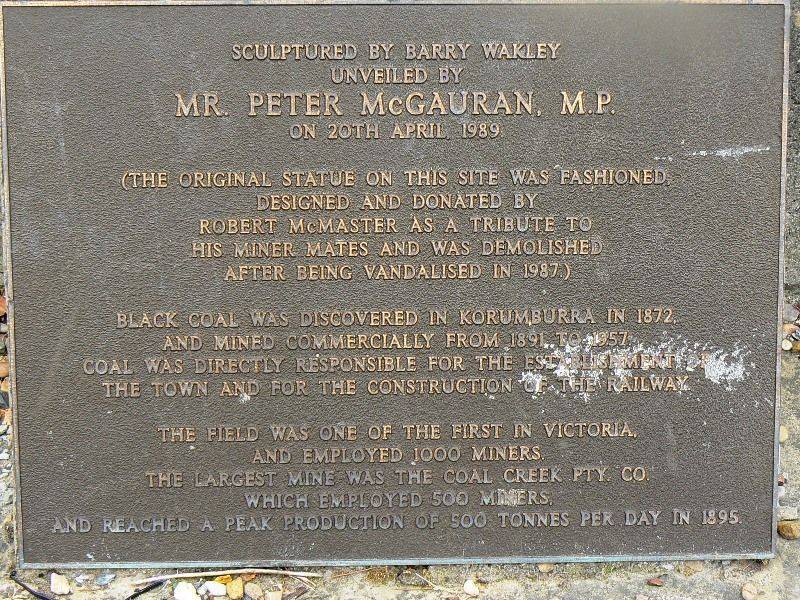 SCULPTURED BY BARRY WAKLEY
UNVEILED BY
MR. PETER McGAURAN, M.P.
ON 20TH APRIL, 1989
(THE ORIGINAL STATUE ON THIS SITE WAS FASHIONED,
DESIGNED AND DONATED BY
ROBERT McMASTER AS A TRIBUTE TO
HIS MINER MATES AND WAS DEMOLISHED
AFTER BEING VANDALISED IN 1987.)
BLACK COAL WAS DISCOVERED IN KORUMBURRA IN 1872,
AND MINED COMMERCIALLY FROM 1891 TO 1957.
COAL WAS DIRECTLY RESPONSIBLE FOR THE ESTABLISHMENT
THE TOWN AND FOR THE CONSTRUCTION OF THE RAILWAY.
THE FIELD WAS ONE OF THE FIRST IN VICTORIA,
AND EMPLOYED 1000 MINERS.
THE LARGEST MINE WAS THE COAL CREEK PTY. CO.
WHICH EMPLOYED 500 MINERS,
AND REACHED A PEAK PRODUCTION OF 500 TONNES PER DAY IN 1895.